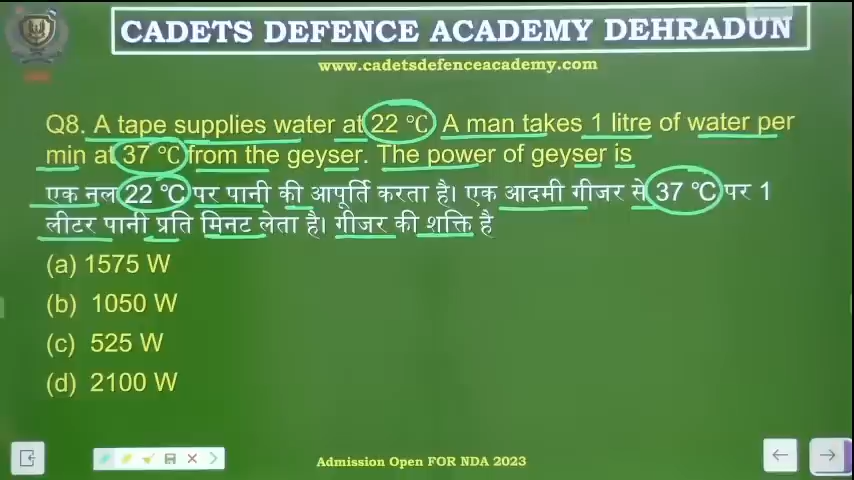 CADETS DEFENCE ACADEMY DEHRADUN
www.cadetsdefenceacademy.com
Q8. A tape supplies water at 22 °C. A man takes 1 litre of water per
min at 37 °C from the geyser. The power of geyser is
एक नल 22 °C पर पानी की आपूर्ति करता है। एक आदमी गीजर से 37 °C पर 1
लीटर पानी प्रति मिनट लेता है। गीजर की शक्ति है
(a) 1575 W
(b) 1050 W
(c) 525 W
(d) 2100 W
Admission Open FOR NDA 2023